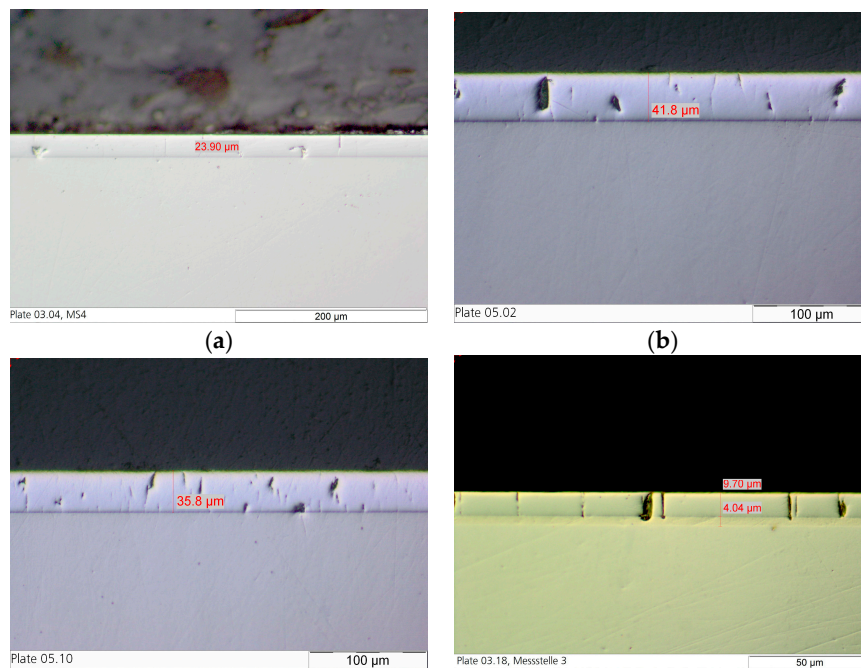 23.90 µm
Plate 03.04, MS4
200 µm
(a)
41.8 µm
Plate 05.02
100 µm
(b)
35.8 µm
Plate 05.10
100 µm
9.70 µm
4.04 µm
Plate 03.18, Messstelle 3
50 µm